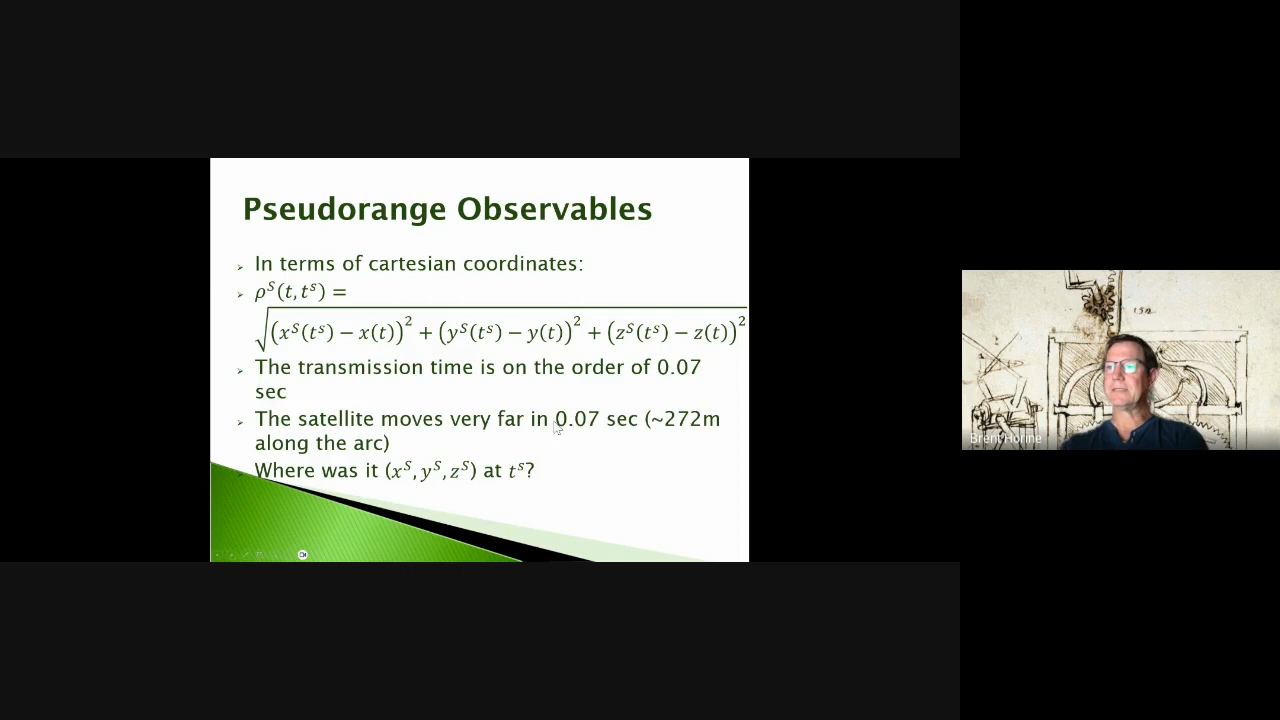 Pseudorange Observables
➢ In terms of cartesian coordinates:
➢ ρ^S(t, t^s) =
√((x^S(t^s) − x(t))^2 + (y^S(t^s) − y(t))^2 + (z^S(t^s) − z(t))^2)
➢ The transmission time is on the order of 0.07
sec
➢ The satellite moves very far in 0.07 sec (~272m
along the arc)
➢ Where was it (x^S, y^S, z^S) at t^s?
Brent Horine